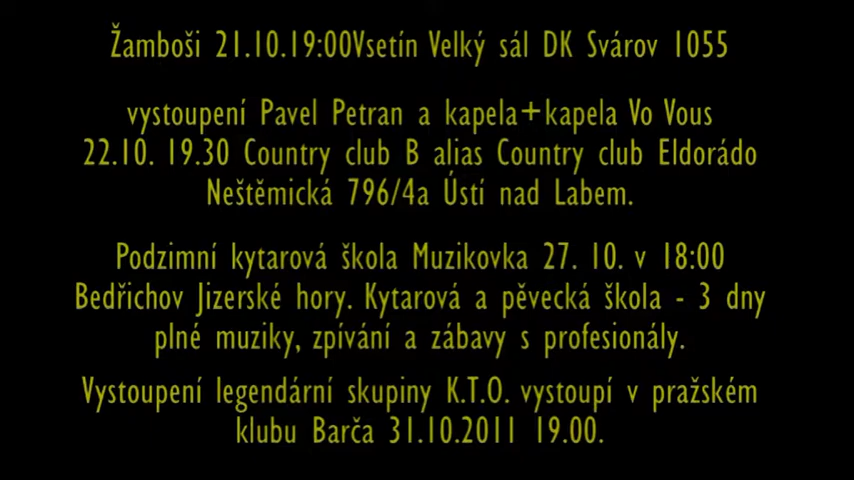 Žamboši 21.10.19:00Vsetín Velký sál DK Svárov 1055
vystoupení Pavel Petran a kapela+kapela Vo Vous
22.10. 19.30 Country club B alias Country club Eldorádo
Neštěmická 796/4a Ústí nad Labem.
Podzimní kytarová škola Muzikovka 27. 10. v 18:00
Bedřichov Jizerské hory. Kytarová a pěvecká škola - 3 dny
plné muziky, zpívání a zábavy s profesionály.
Vystoupení legendární skupiny K.T.O. vystoupí v pražském
klubu Barča 31.10.2011 19.00.